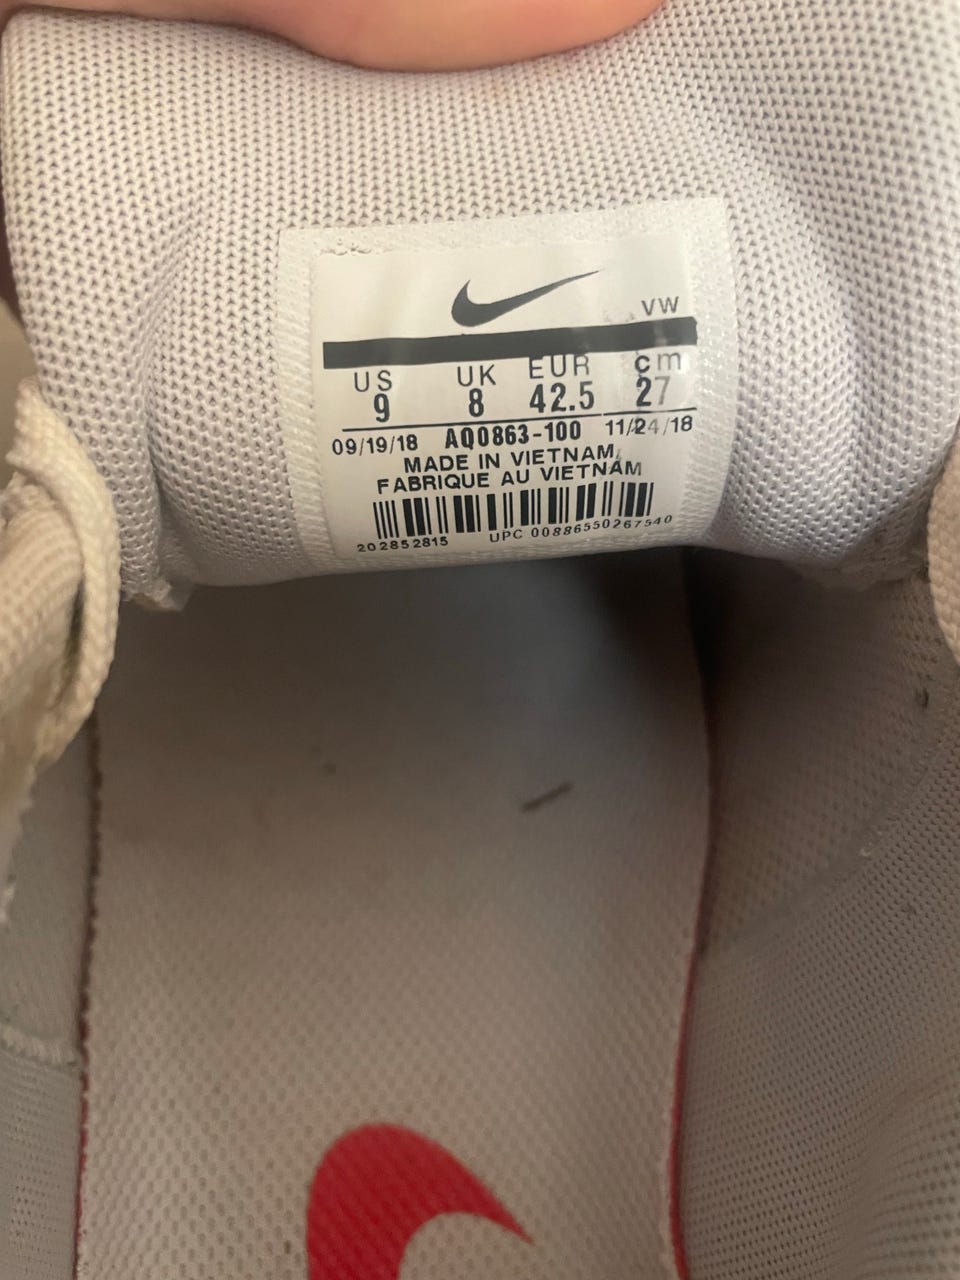 VW
US UK EUR cm
9 8 42.5 27
09/19/18 AQ0863-100 11/24/18
MADE IN VIETNAM
FABRIQUE AU VIETNAM
202852815 UPC 00886550267540